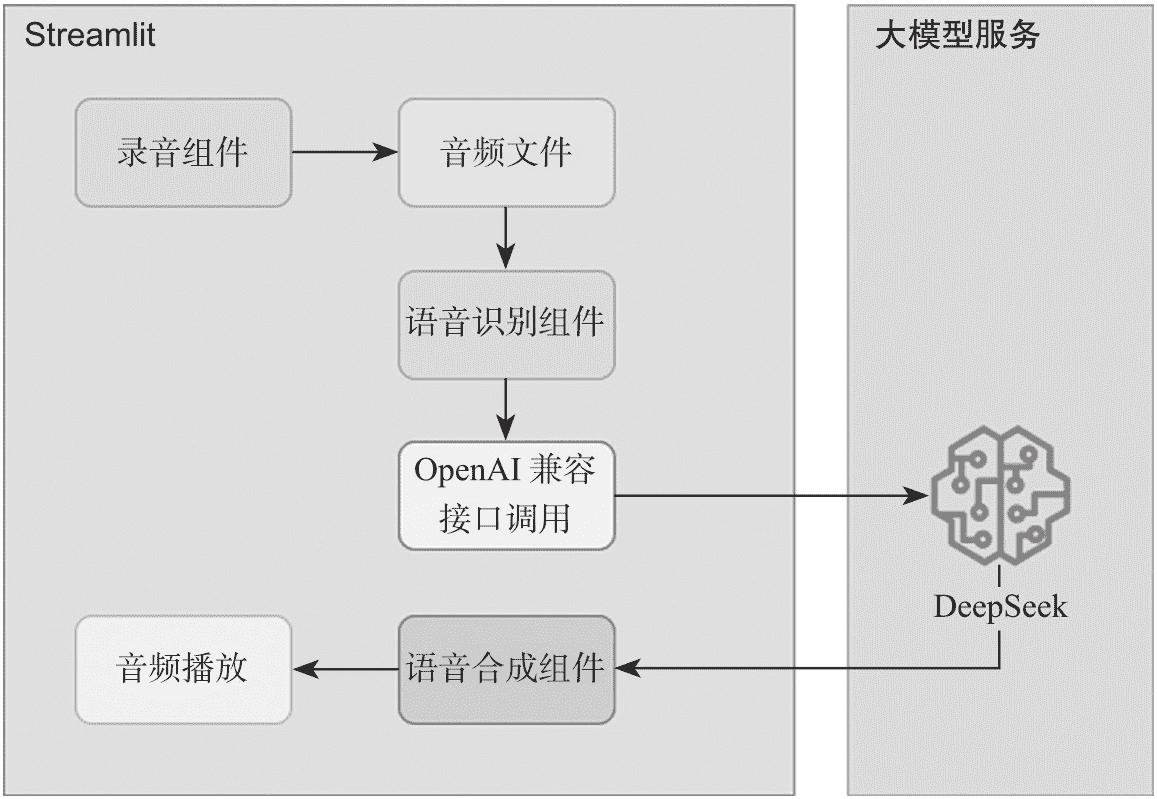 Streamlit
大模型服务
录音组件
音频文件
语音识别组件
OpenAI 兼容
接口调用
DeepSeek
语音合成组件
音频播放